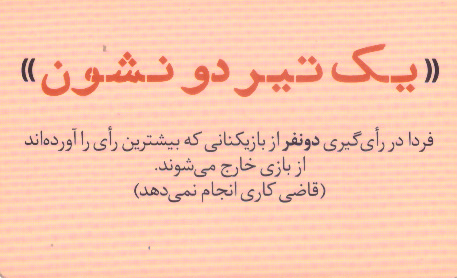 «یک تیر دو نشون»
فردا در رأی‌گیری دونفر از بازیکنانی که بیشترین رأی را آورده‌اند
از بازی خارج می‌شوند.
(قاضی کاری انجام نمی‌دهد)